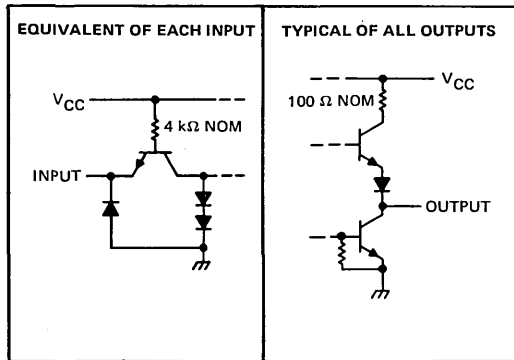 EQUIVALENT OF EACH INPUT
VCC
4 kΩ NOM
INPUT
TYPICAL OF ALL OUTPUTS
VCC
100 Ω NOM
OUTPUT